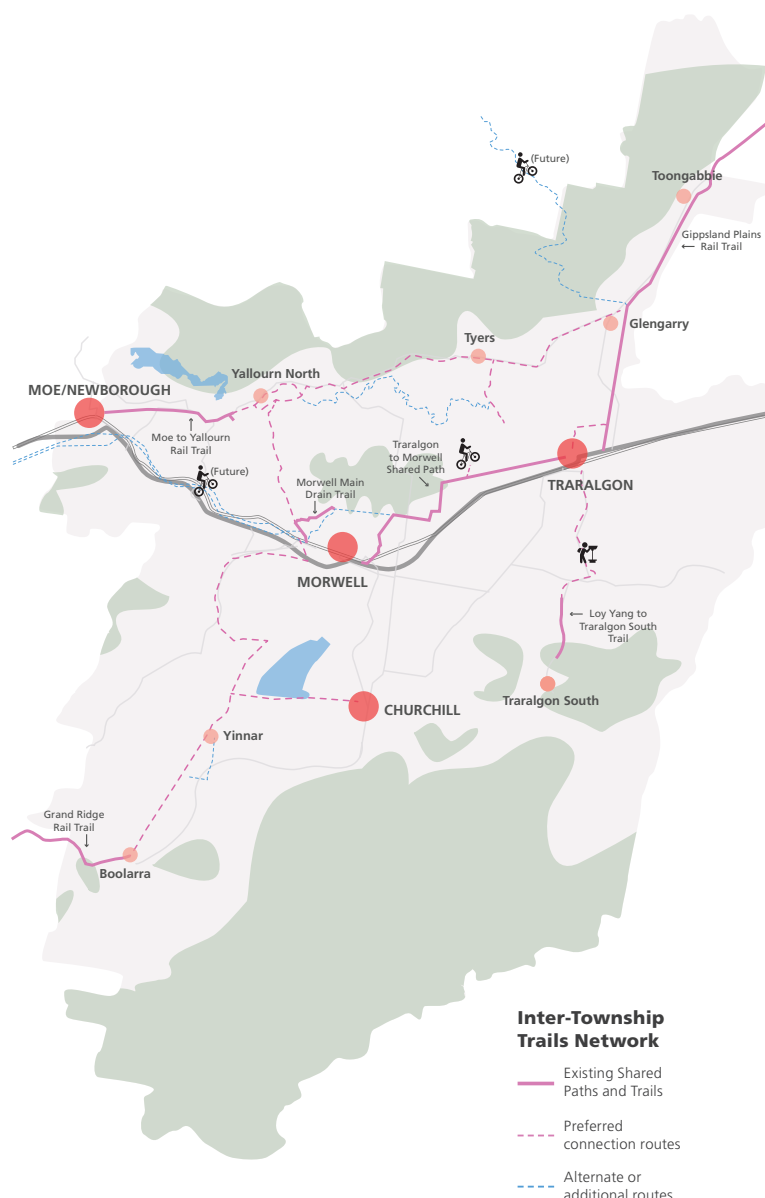 (Future)
Toongabbie
Gippsland Plains
← Rail Trail
Glengarry
Tyers
Yallourn North
MOE/NEWBOROUGH
Moe to Yallourn
Rail Trail
Traralgon
to Morwell
Shared Path
(Future)
Morwell Main
Drain Trail
TRARALGON
MORWELL
← Loy Yang to
Traralgon South
Trail
Traralgon South
CHURCHILL
Yinnar
Grand Ridge
Rail Trail
Boolarra
Inter-Township
Trails Network
Existing Shared
Paths and Trails
Preferred
connection routes
Alternate or
additional routes